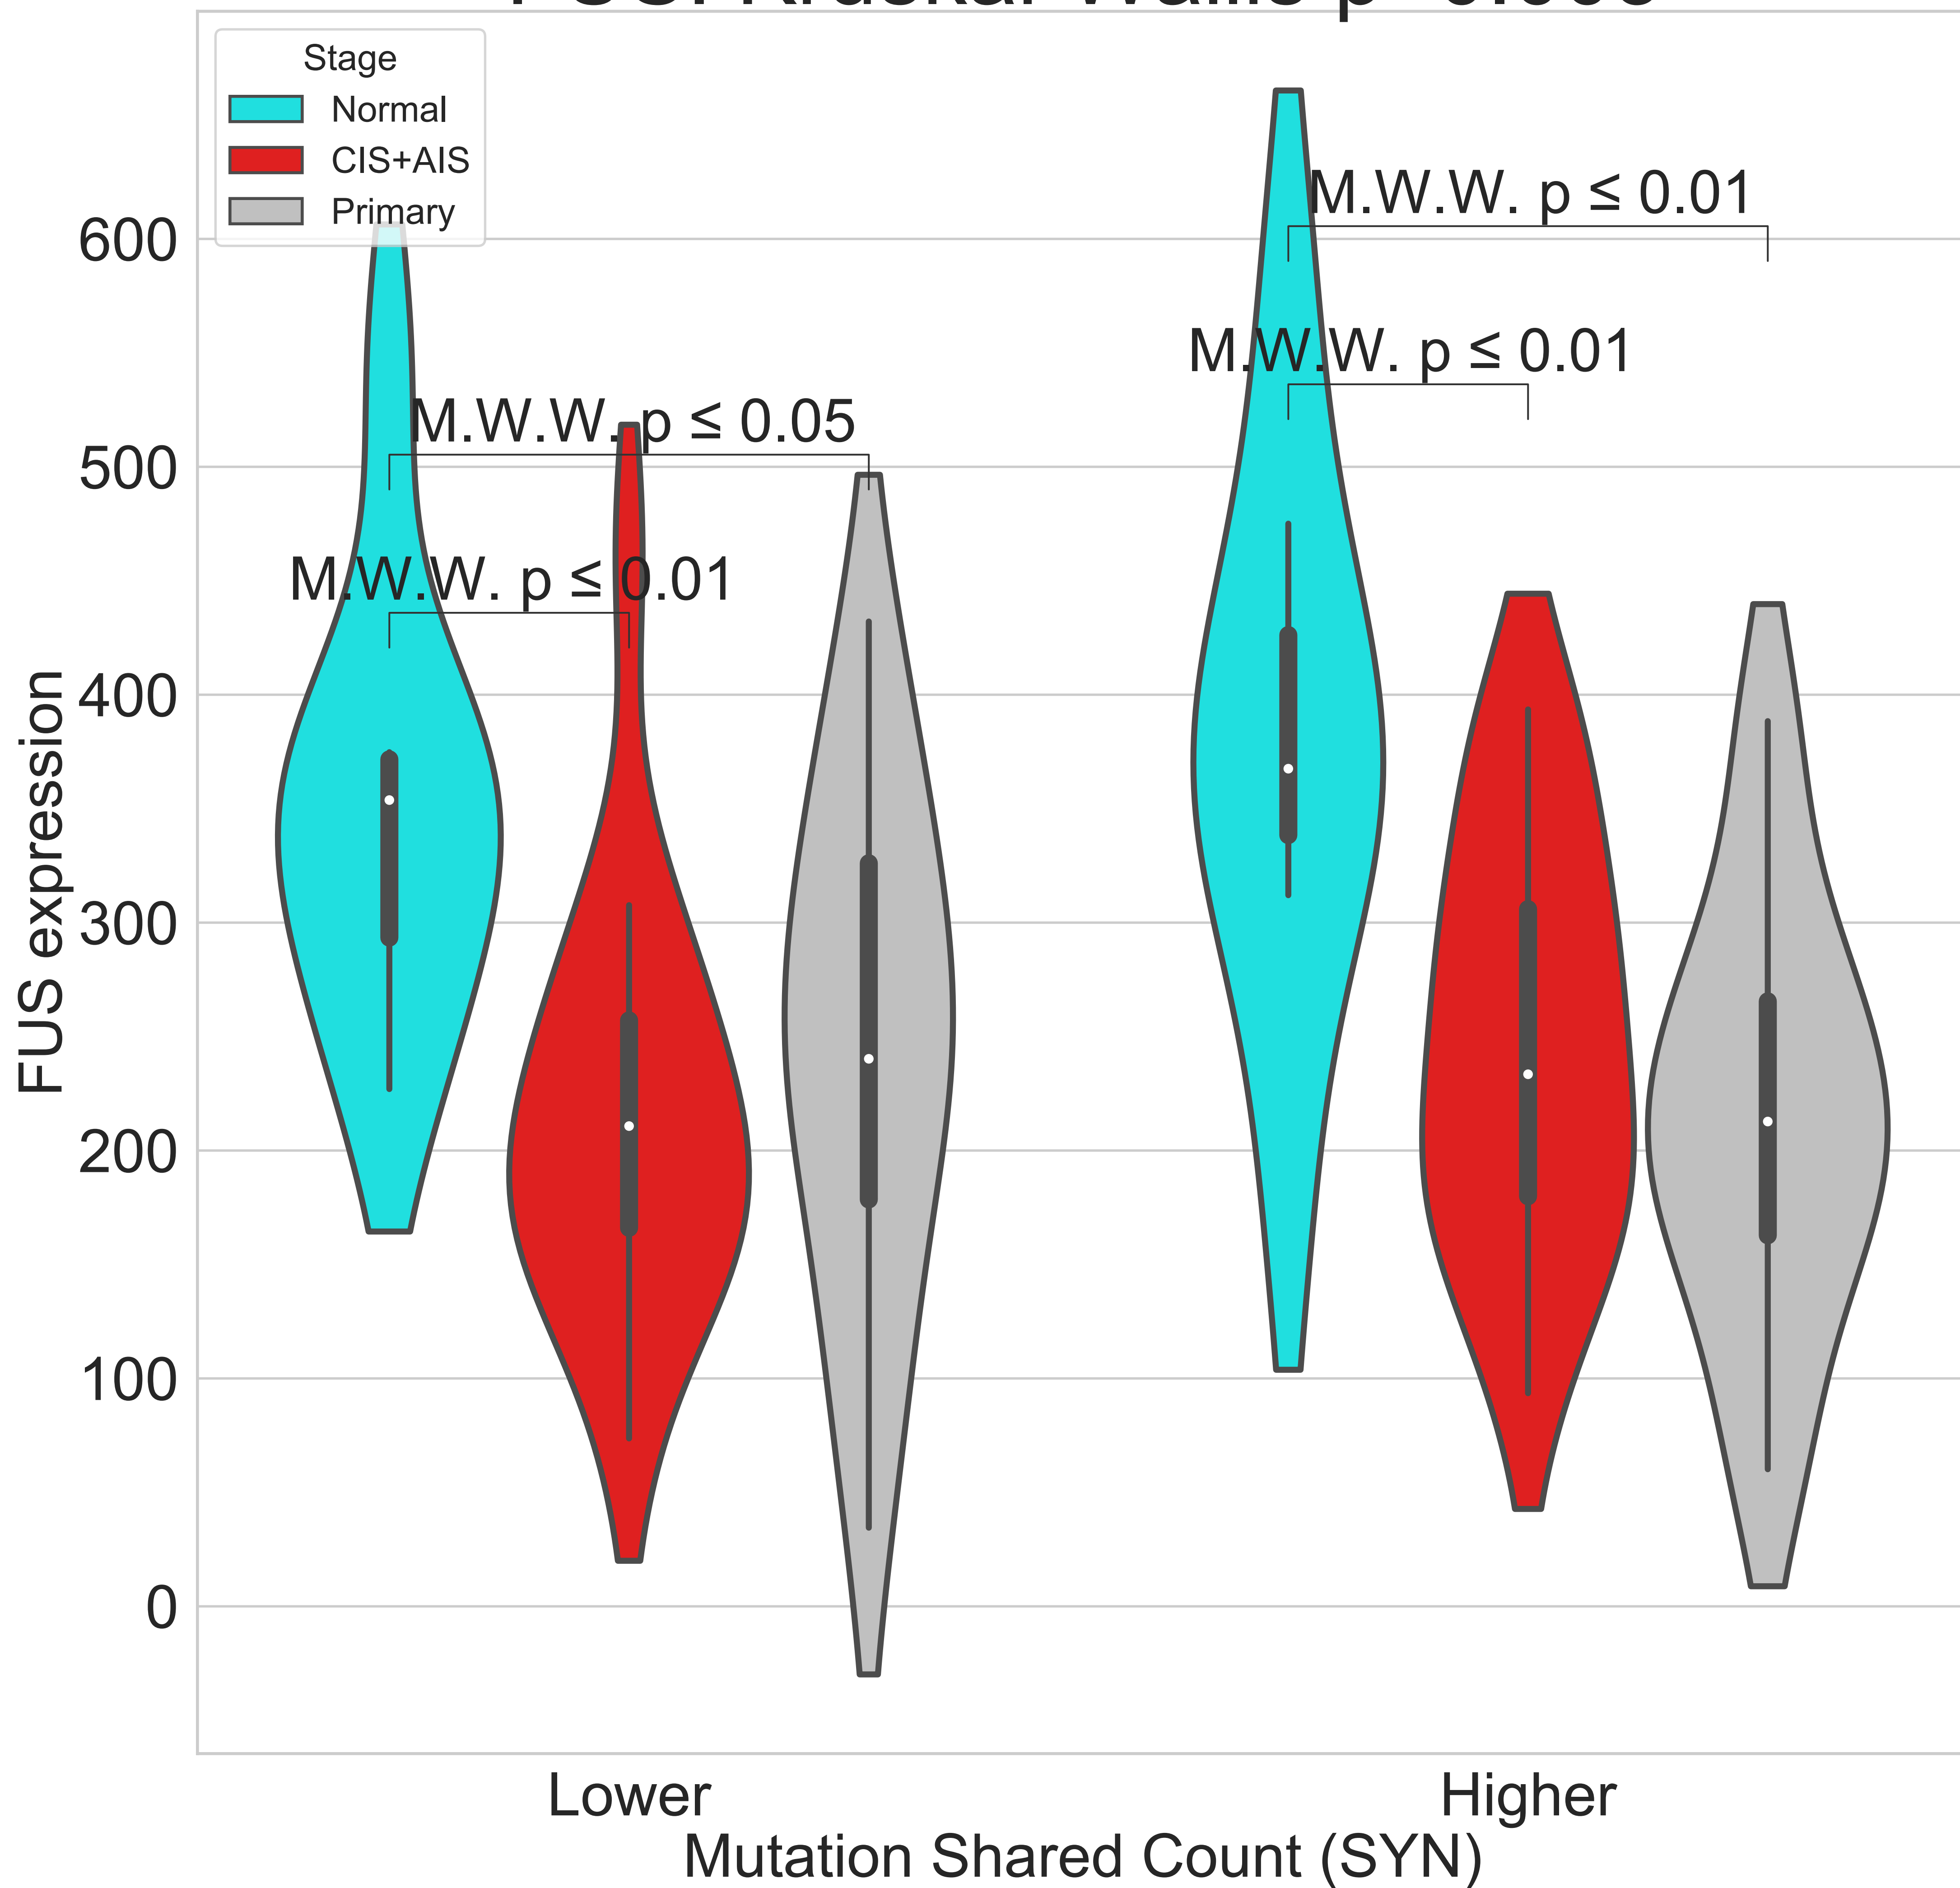 Stage
Normal
CIS+AIS
Primary
M.W.W. p ≤ 0.01
M.W.W. p ≤ 0.01
M.W.W. p ≤ 0.05
M.W.W. p ≤ 0.01
FUS expression
600
500
400
300
200
100
0
Lower
Higher
Mutation Shared Count (SYN)